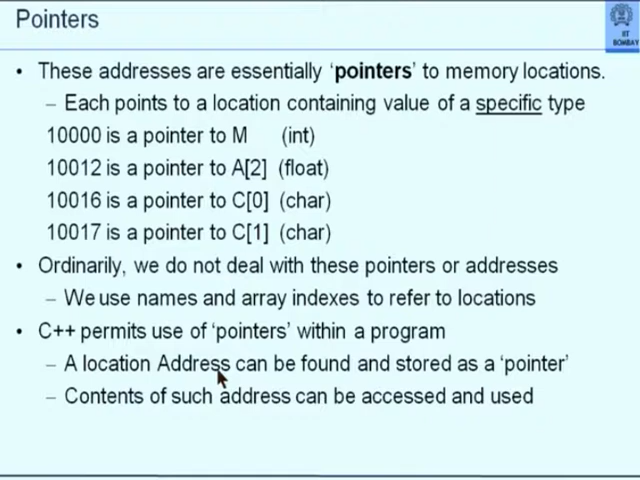 Pointers
IIT
BOMBAY
• These addresses are essentially ‘pointers’ to memory locations.
– Each points to a location containing value of a specific type
10000 is a pointer to M (int)
10012 is a pointer to A[2] (float)
10016 is a pointer to C[0] (char)
10017 is a pointer to C[1] (char)
• Ordinarily, we do not deal with these pointers or addresses
– We use names and array indexes to refer to locations
• C++ permits use of ‘pointers’ within a program
– A location Address can be found and stored as a ‘pointer’
– Contents of such address can be accessed and used